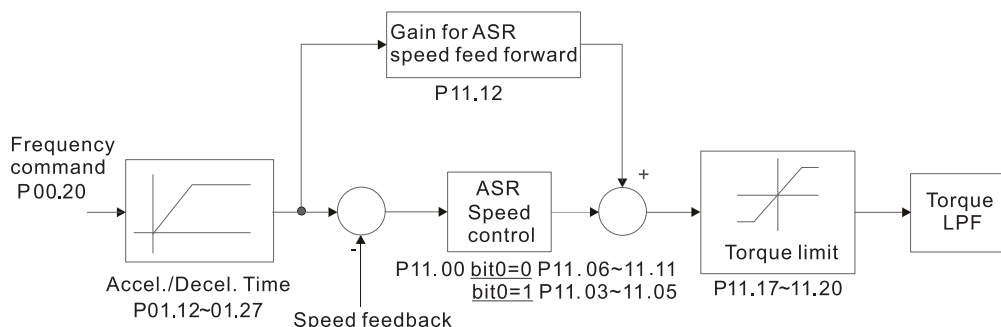 Gain for ASR
speed feed forward
P11.12
Frequency
command
P00.20
+
ASR
Speed
control
Torque
LPF
-
Torque limit
P11.00 bit0=0 P11.06~11.11
bit0=1 P11.03~11.05
P11.17~11.20
Accel./Decel. Time
P01.12~01.27
Speed feedback